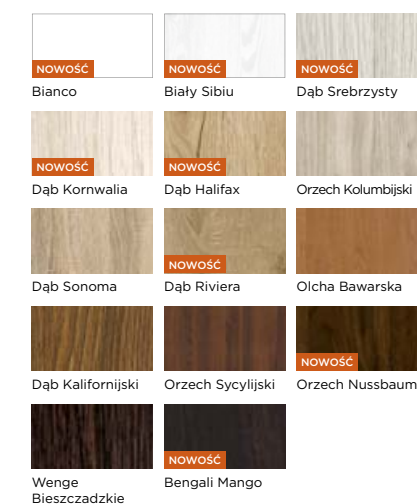 NOWOŚĆ
Bianco
NOWOŚĆ
Biały Sibiu
NOWOŚĆ
Dąb Srebrzysty
NOWOŚĆ
Dąb Kornwalia
NOWOŚĆ
Dąb Halifax
Orzech Kolumbijski
Dąb Sonoma
NOWOŚĆ
Dąb Riviera
Olcha Bawarska
Dąb Kalifornijski
Orzech Sycylijski
NOWOŚĆ
Orzech Nussbaum
Wenge
Bieszczadzkie
NOWOŚĆ
Bengali Mango